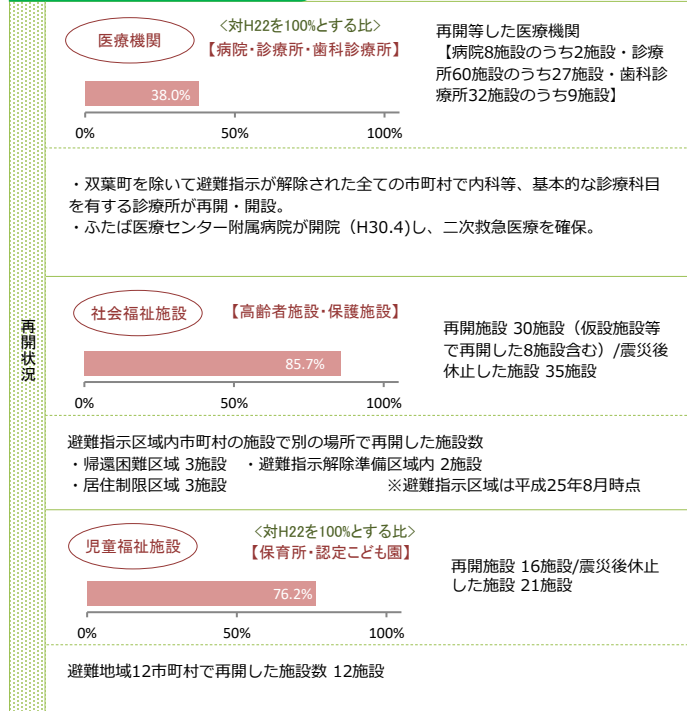 再開状況
医療機関
<対H22を100%とする比>
【病院・診療所・歯科診療所】
38.0%
0% 50% 100%
再開等した医療機関
【病院8施設のうち2施設・診療
所60施設のうち27施設・歯科診
療所32施設のうち9施設】
・双葉町を除いて避難指示が解除された全ての市町村で内科等、基本的な診療科目
を有する診療所が再開・開設。
・ふたば医療センター附属病院が開院（H30.4)し、二次救急医療を確保。
社会福祉施設
【高齢者施設・保護施設】
85.7%
0% 50% 100%
再開施設 30施設（仮設施設等
で再開した8施設含む）/震災後
休止した施設 35施設
避難指示区域内市町村の施設で別の場所で再開した施設数
・帰還困難区域 3施設 ・避難指示解除準備区域内 2施設
・居住制限区域 3施設 ※避難指示区域は平成25年8月時点
児童福祉施設
<対H22を100%とする比>
【保育所・認定こども園】
76.2%
0% 50% 100%
再開施設 16施設/震災後休止
した施設 21施設
避難地域12市町村で再開した施設数 12施設